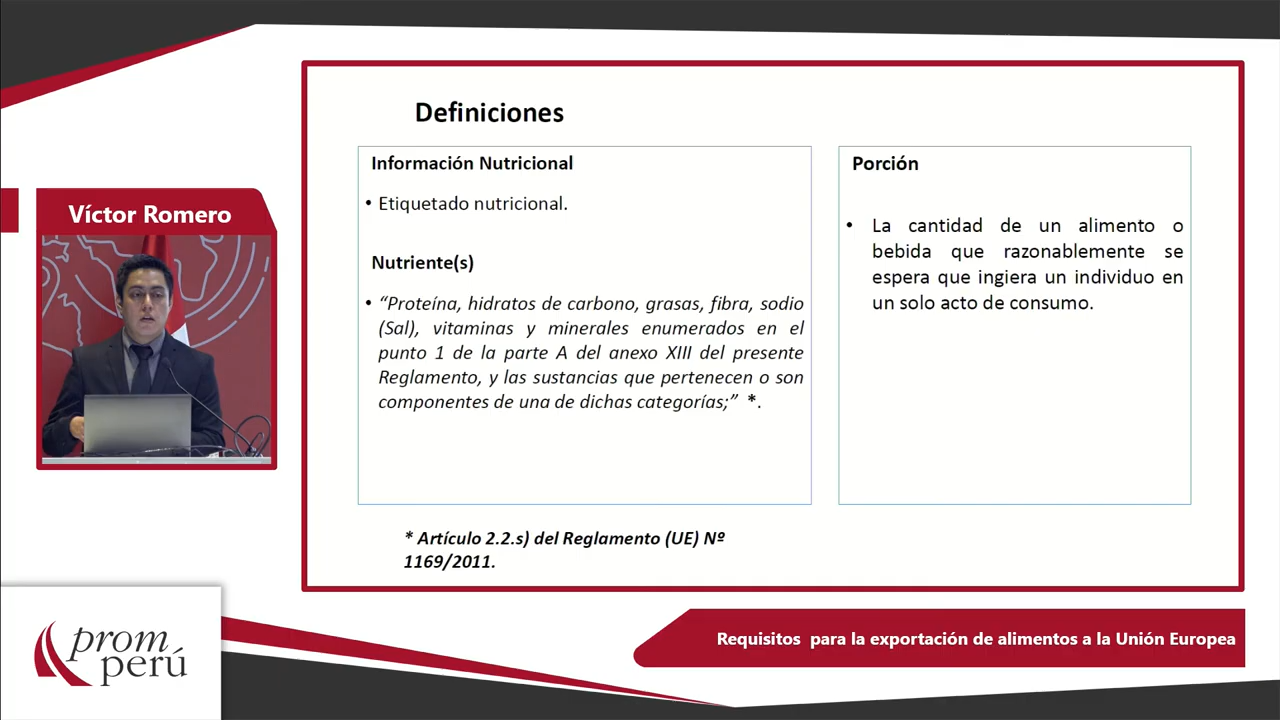 Definiciones
Información Nutricional
• Etiquetado nutricional.
Nutriente(s)
• “Proteína, hidratos de carbono, grasas, fibra, sodio
(Sal), vitaminas y minerales enumerados en el
punto 1 de la parte A del anexo XIII del presente
Reglamento, y las sustancias que pertenecen o son
componentes de una de dichas categorías;” *.
Porción
• La cantidad de un alimento o
bebida que razonablemente se
espera que ingiera un individuo en
un solo acto de consumo.
* Artículo 2.2.s) del Reglamento (UE) Nº
1169/2011.
Víctor Romero
prom
perú
Requisitos para la exportación de alimentos a la Unión Europea